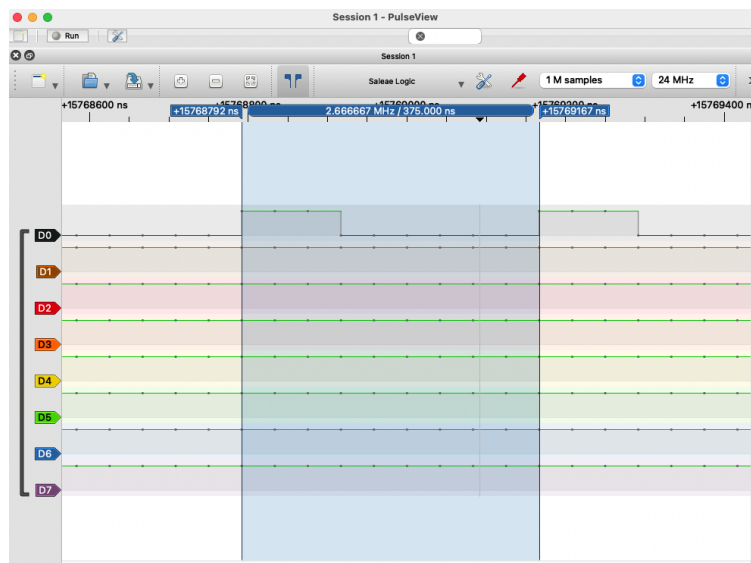 Session 1 - PulseView
Run
Session 1
Saleae Logic
1 M samples
24 MHz
+15768600 ns
+15768792 ns
2.666667 MHz / 375.000 ns
+15769167 ns
+15769400 n
D0
D1
D2
D3
D4
D5
D6
D7